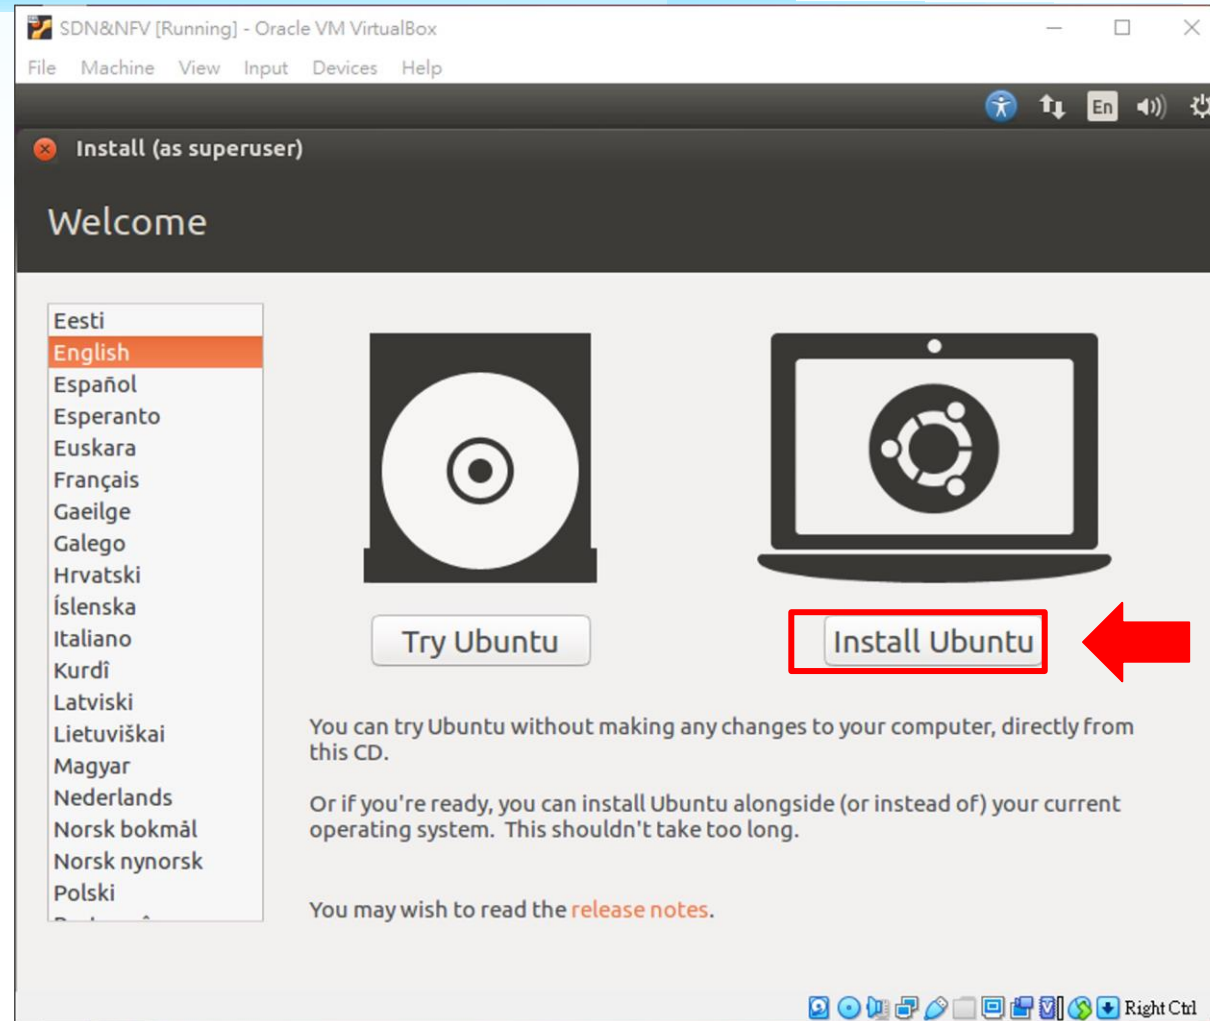 SDN&NFV [Running] - Oracle VM VirtualBox
File Machine View Input Devices Help
En
Install (as superuser)
Welcome
Eesti
English
Español
Esperanto
Euskara
Français
Gaeilge
Galego
Hrvatski
Íslenska
Italiano
Kurdî
Latviski
Lietuviškai
Magyar
Nederlands
Norsk bokmål
Norsk nynorsk
Polski
Try Ubuntu
Install Ubuntu
You can try Ubuntu without making any changes to your computer, directly from
this CD.
Or if you're ready, you can install Ubuntu alongside (or instead of) your current
operating system. This shouldn't take too long.
You may wish to read the release notes.
Right Ctrl